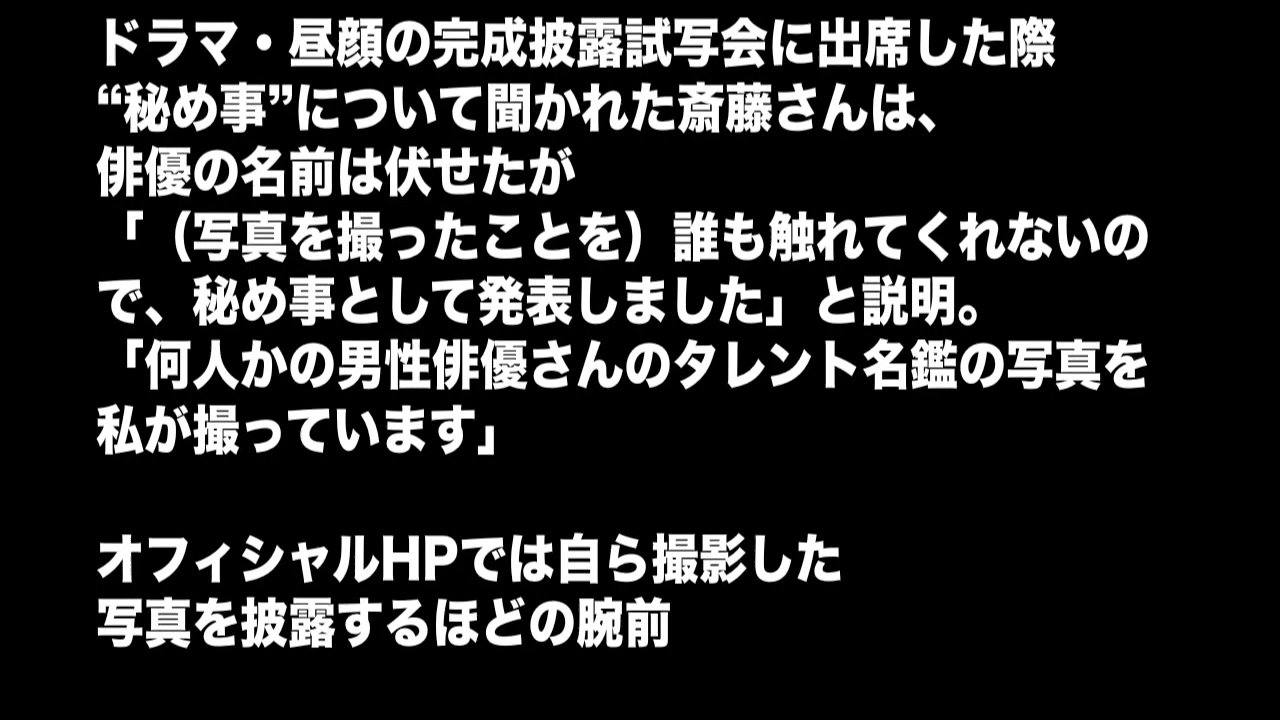 ドラマ・昼顔の完成披露試写会に出席した際
“秘め事”について聞かれた斎藤さんは、
俳優の名前は伏せたが
「（写真を撮ったことを）誰も触れてくれないの
で、秘め事として発表しました」と説明。
「何人かの男性俳優さんのタレント名鑑の写真を
私が撮っています」
オフィシャルHPでは自ら撮影した
写真を披露するほどの腕前